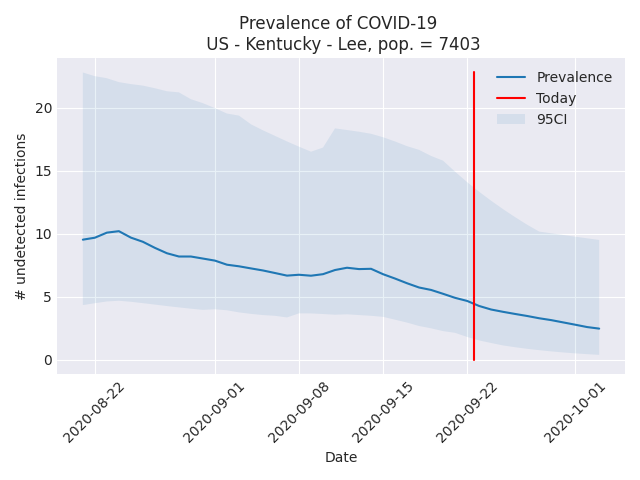 Prevalence of COVID-19
US - Kentucky - Lee, pop. = 7403
Prevalence
Today
95CI
# undetected infections
20
15
10
5
0
2020-08-22
2020-09-01
2020-09-08
2020-09-15
2020-09-22
2020-10-01
Date